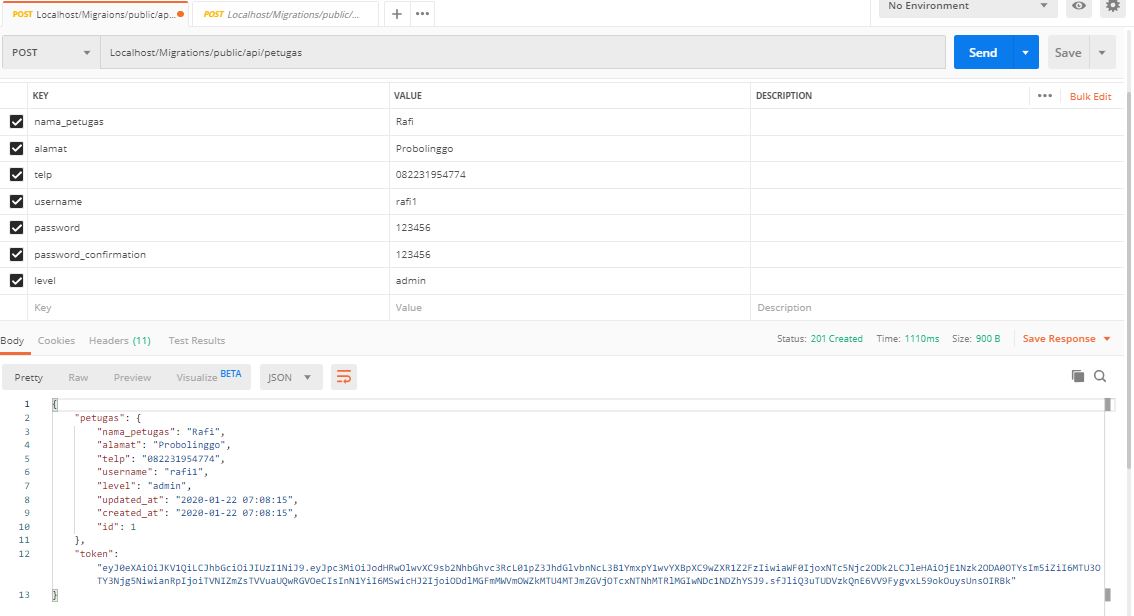 POST Localhost/Migraions/public/ap...
POST Localhost/Migrations/public/...
No Environment
POST
Localhost/Migrations/public/api/petugas
Send
Save
KEY VALUE DESCRIPTION
Bulk Edit
nama_petugas Rafi
alamat Probolinggo
telp 082231954774
username rafi1
password 123456
password_confirmation 123456
level admin
Key Value Description
Body Cookies Headers (11) Test Results
Status: 201 Created Time: 1110ms Size: 900 B Save Response
Pretty Raw Preview Visualize BETA JSON
1 {
2 "petugas": {
3 "nama_petugas": "Rafi",
4 "alamat": "Probolinggo",
5 "telp": "082231954774",
6 "username": "rafi1",
7 "level": "admin",
8 "updated_at": "2020-01-22 07:08:15",
9 "created_at": "2020-01-22 07:08:15",
10 "id": 1
11 },
12 "token":
13 }